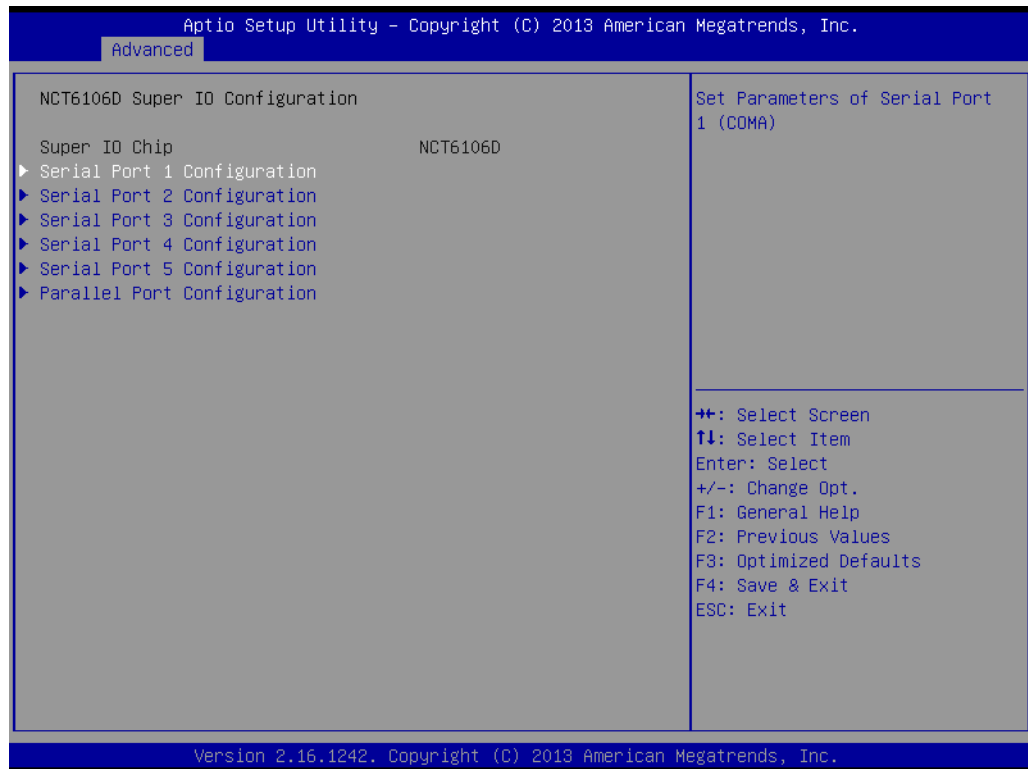 Aptio Setup Utility – Copyright (C) 2013 American Megatrends, Inc.
Advanced
NCT6106D Super IO Configuration
Super IO Chip NCT6106D
▶ Serial Port 1 Configuration
▶ Serial Port 2 Configuration
▶ Serial Port 3 Configuration
▶ Serial Port 4 Configuration
▶ Serial Port 5 Configuration
▶ Parallel Port Configuration
Set Parameters of Serial Port
1 (COMA)
→←: Select Screen
↑↓: Select Item
Enter: Select
+/-: Change Opt.
F1: General Help
F2: Previous Values
F3: Optimized Defaults
F4: Save & Exit
ESC: Exit
Version 2.16.1242. Copyright (C) 2013 American Megatrends, Inc.